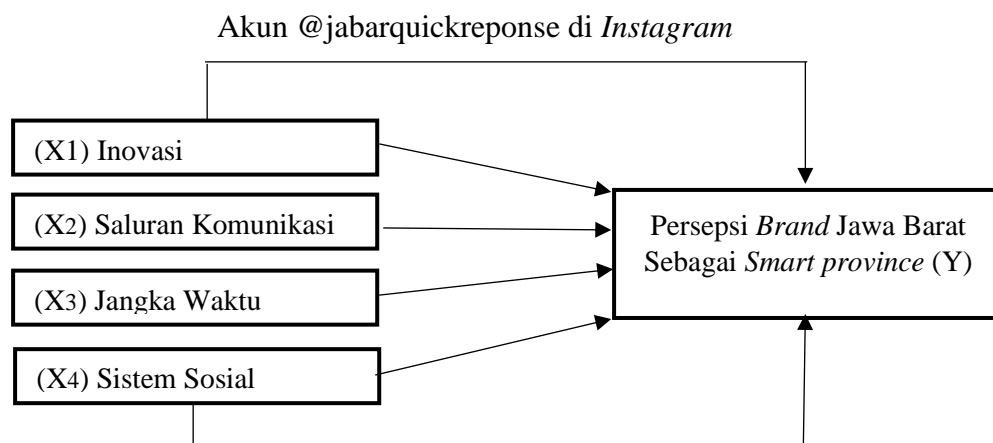 Akun @jabarquickreponse di Instagram
(X1) Inovasi
(X2) Saluran Komunikasi
(X3) Jangka Waktu
(X4) Sistem Sosial
Persepsi Brand Jawa Barat
Sebagai Smart province (Y)